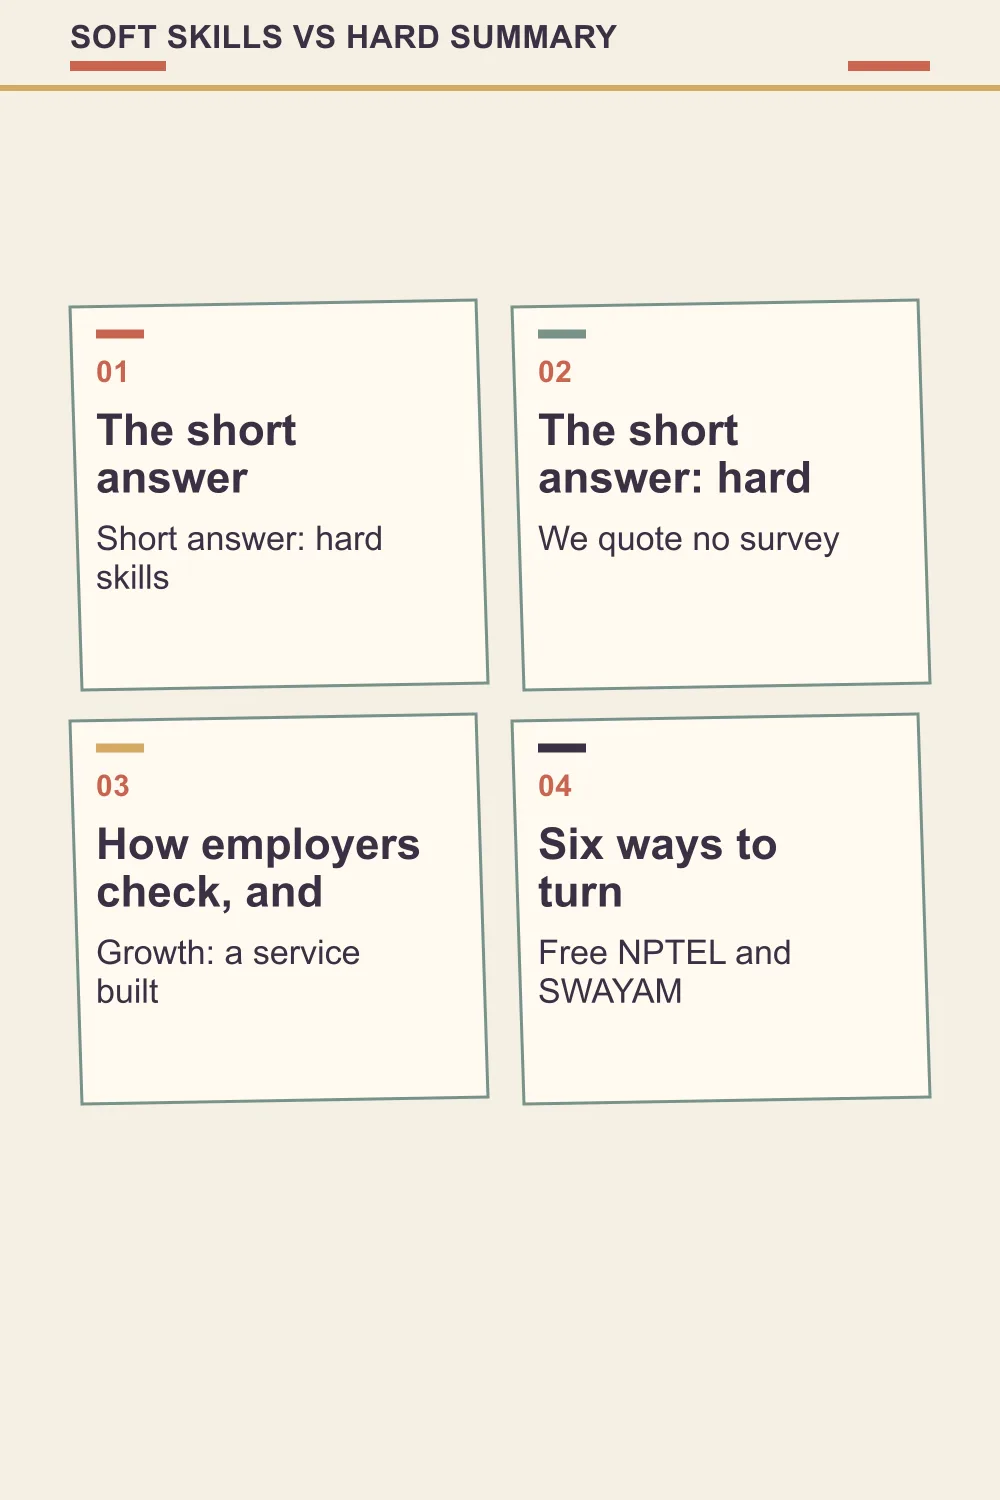 SOFT SKILLS VS HARD SUMMARY
01
The short
answer
Short answer: hard
skills
02
The short
answer: hard
We quote no survey
03
How employers
check, and
Growth: a service
built
04
Six ways to
turn
Free NPTEL and
SWAYAM